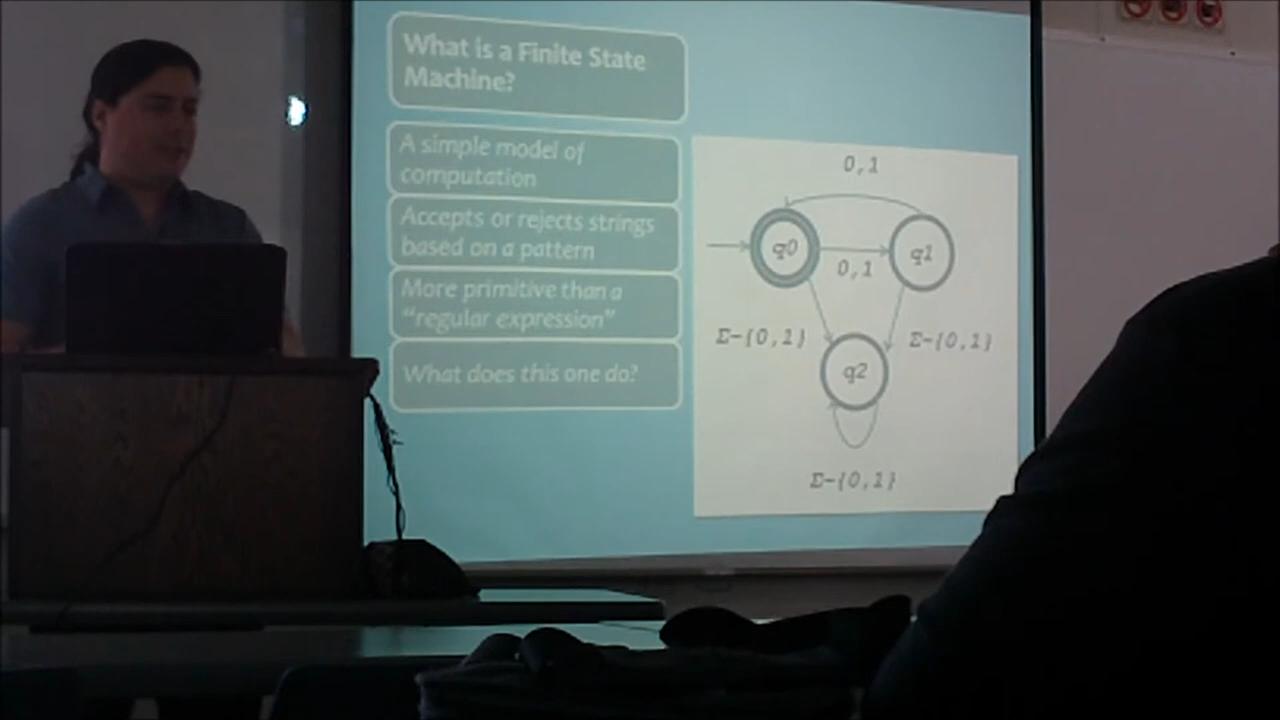 What is a Finite State
Machine?
A simple model of
computation
Accepts or rejects strings
based on a pattern
More primitive than a
“regular expression”
What does this one do?
0,1
q0
q1
0,1
Σ-{0,1}
Σ-{0,1}
q2
Σ-{0,1}